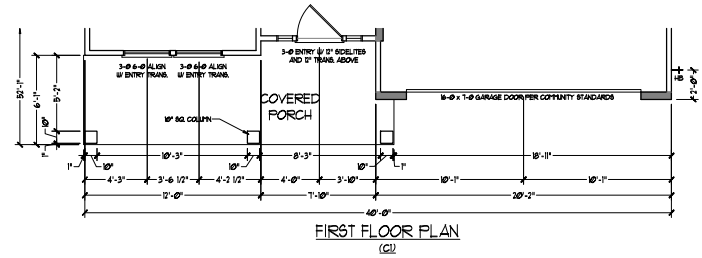 3-0 ENTRY W/ 12" SIDELITES
AND 12" TRANS. ABOVE
3-0 6-0 ALIGN
W/ ENTRY TRANS.
3-0 6-0 ALIGN
W/ ENTRY TRANS.
HB
2'-0"
32'-1"
6'-1"
5'-2"
10"
10"
1"
COVERED
PORCH
16-0 x 7-0 GARAGE DOOR PER COMMUNITY STANDARDS
10" SQ. COLUMN
1" 10" 10'-3" 10" 8'-3" 10" 1" 18'-11"
4'-3" 3'-6 1/2" 4'-2 1/2" 4'-0" 3'-10" 10'-1" 10'-1"
12'-0" 7'-10" 20'-2"
40'-0"
FIRST FLOOR PLAN
(C1)